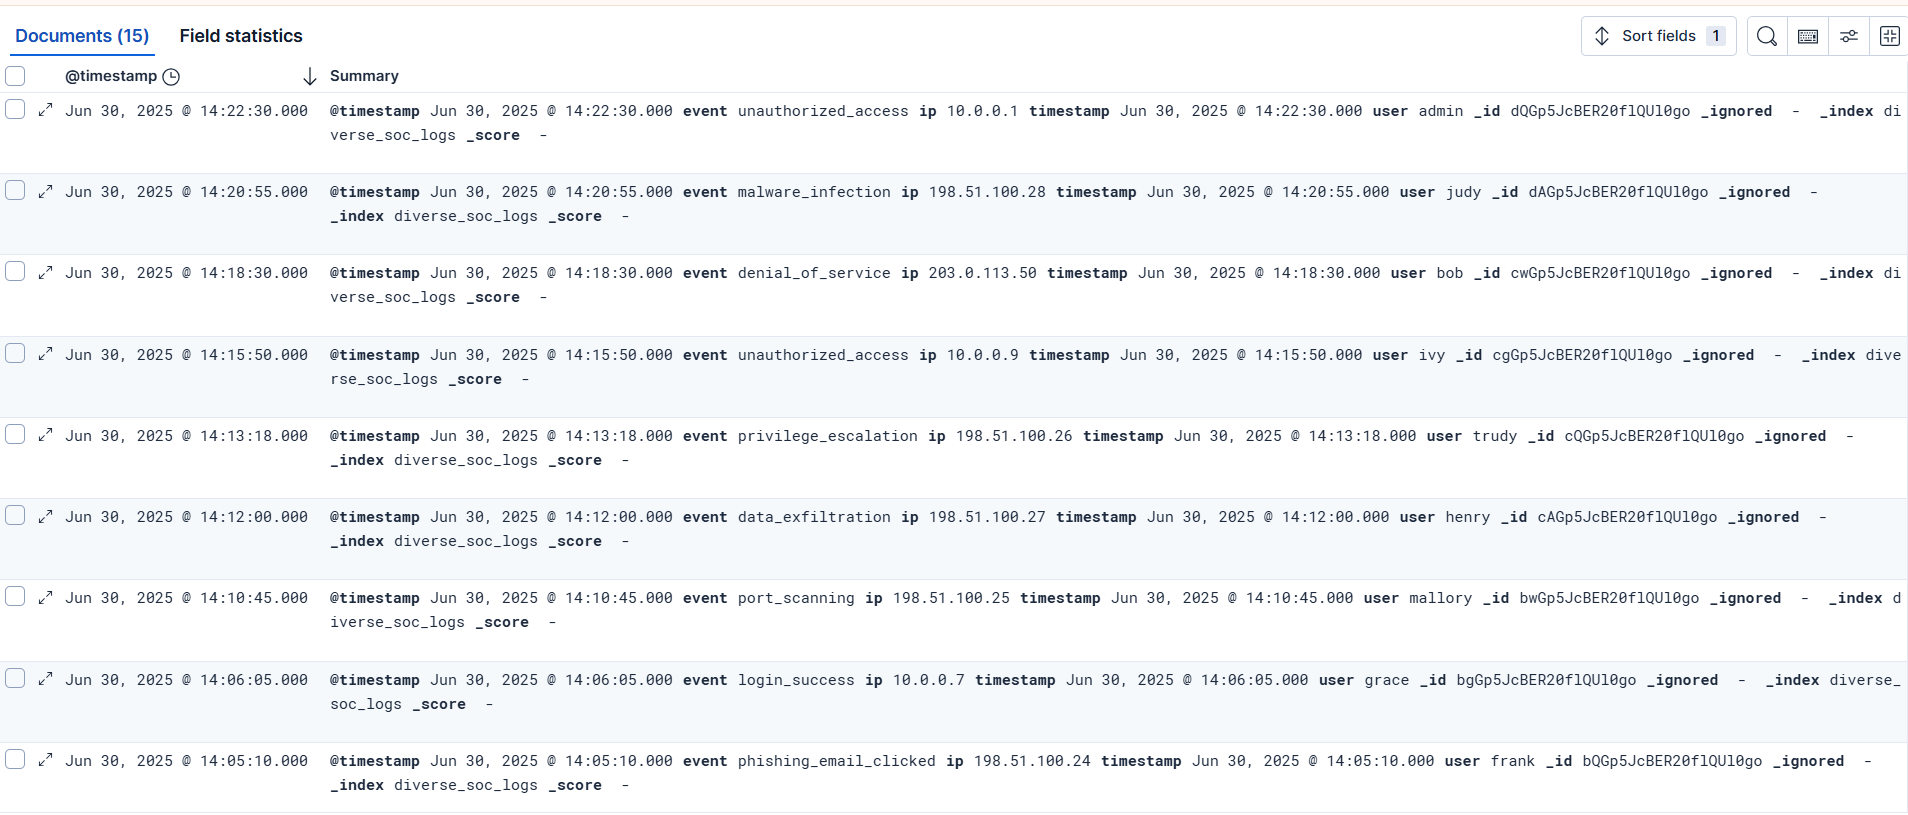 Documents (15) Field statistics Sort fields 1
@timestamp Summary
Jun 30, 2025 @ 14:22:30.000 @timestamp Jun 30, 2025 @ 14:22:30.000 event unauthorized_access ip 10.0.0.1 timestamp Jun 30, 2025 @ 14:22:30.000 user admin _id dQGp5JcBER20flQUl0go _ignored - _index di
verse_soc_logs _score -
Jun 30, 2025 @ 14:20:55.000 @timestamp Jun 30, 2025 @ 14:20:55.000 event malware_infection ip 198.51.100.28 timestamp Jun 30, 2025 @ 14:20:55.000 user judy _id dAGp5JcBER20flQUl0go _ignored -
_index diverse_soc_logs _score -
Jun 30, 2025 @ 14:18:30.000 @timestamp Jun 30, 2025 @ 14:18:30.000 event denial_of_service ip 203.0.113.50 timestamp Jun 30, 2025 @ 14:18:30.000 user bob _id cwGp5JcBER20flQUl0go _ignored - _index di
verse_soc_logs _score -
Jun 30, 2025 @ 14:15:50.000 @timestamp Jun 30, 2025 @ 14:15:50.000 event unauthorized_access ip 10.0.0.9 timestamp Jun 30, 2025 @ 14:15:50.000 user ivy _id cgGp5JcBER20flQUl0go _ignored - _index dive
rse_soc_logs _score -
Jun 30, 2025 @ 14:13:18.000 @timestamp Jun 30, 2025 @ 14:13:18.000 event privilege_escalation ip 198.51.100.26 timestamp Jun 30, 2025 @ 14:13:18.000 user trudy _id cQGp5JcBER20flQUl0go _ignored -
_index diverse_soc_logs _score -
Jun 30, 2025 @ 14:12:00.000 @timestamp Jun 30, 2025 @ 14:12:00.000 event data_exfiltration ip 198.51.100.27 timestamp Jun 30, 2025 @ 14:12:00.000 user henry _id cAGp5JcBER20flQUl0go _ignored -
_index diverse_soc_logs _score -
Jun 30, 2025 @ 14:10:45.000 @timestamp Jun 30, 2025 @ 14:10:45.000 event port_scanning ip 198.51.100.25 timestamp Jun 30, 2025 @ 14:10:45.000 user mallory _id bwGp5JcBER20flQUl0go _ignored - _index d
iverse_soc_logs _score -
Jun 30, 2025 @ 14:06:05.000 @timestamp Jun 30, 2025 @ 14:06:05.000 event login_success ip 10.0.0.7 timestamp Jun 30, 2025 @ 14:06:05.000 user grace _id bgGp5JcBER20flQUl0go _ignored - _index diverse_
soc_logs _score -
Jun 30, 2025 @ 14:05:10.000 @timestamp Jun 30, 2025 @ 14:05:10.000 event phishing_email_clicked ip 198.51.100.24 timestamp Jun 30, 2025 @ 14:05:10.000 user frank _id bQGp5JcBER20flQUl0go _ignored -
_index diverse_soc_logs _score -